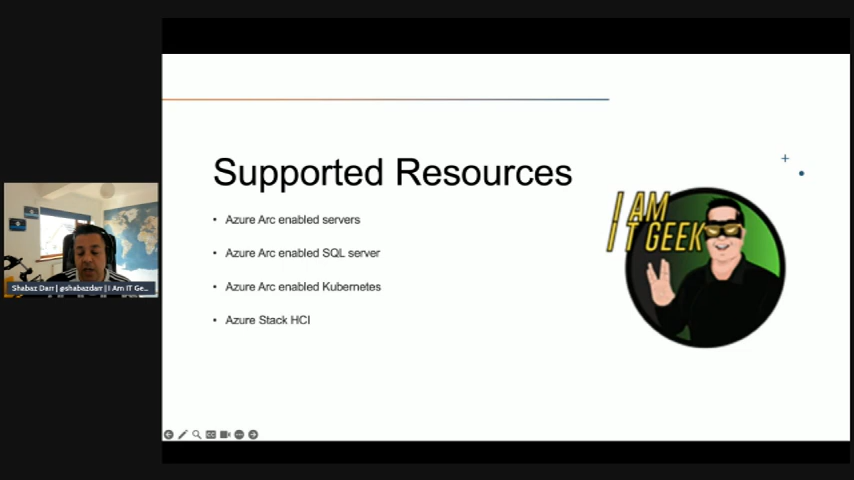 Supported Resources
I AM
IT GEEK
• Azure Arc enabled servers
• Azure Arc enabled SQL server
• Azure Arc enabled Kubernetes
• Azure Stack HCI
Shabaz Darr | @shabazdarr | I Am IT Ge...